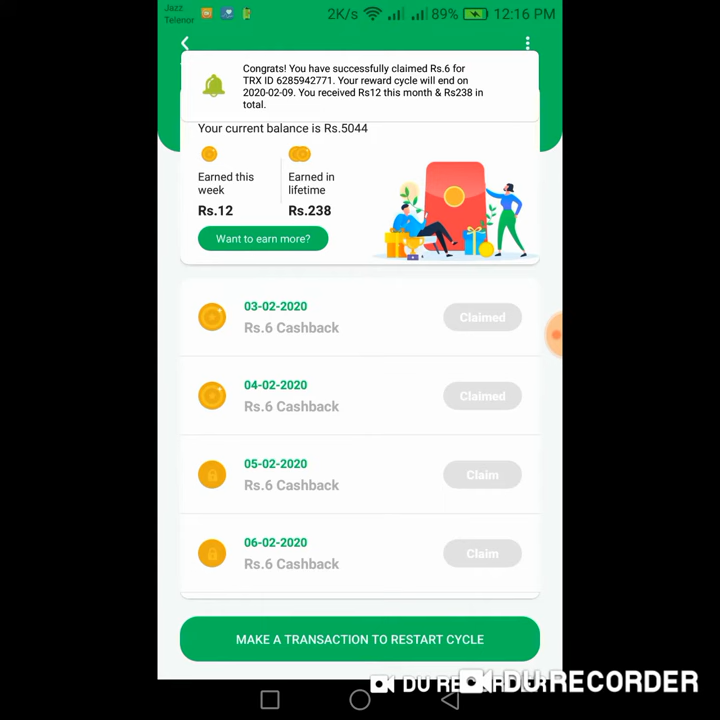 Jazz
Telenor
2K/s
89%
12:16 PM
Congrats! You have successfully claimed Rs.6 for
TRX ID 6285942771. Your reward cycle will end on
2020-02-09. You received Rs12 this month & Rs238 in
total.
Your current balance is Rs.5044
Earned this
week
Rs.12
Earned in
lifetime
Rs.238
Want to earn more?
03-02-2020
Rs.6 Cashback
Claimed
04-02-2020
Rs.6 Cashback
Claimed
05-02-2020
Rs.6 Cashback
Claim
06-02-2020
Rs.6 Cashback
Claim
MAKE A TRANSACTION TO RESTART CYCLE
DU RECORDER